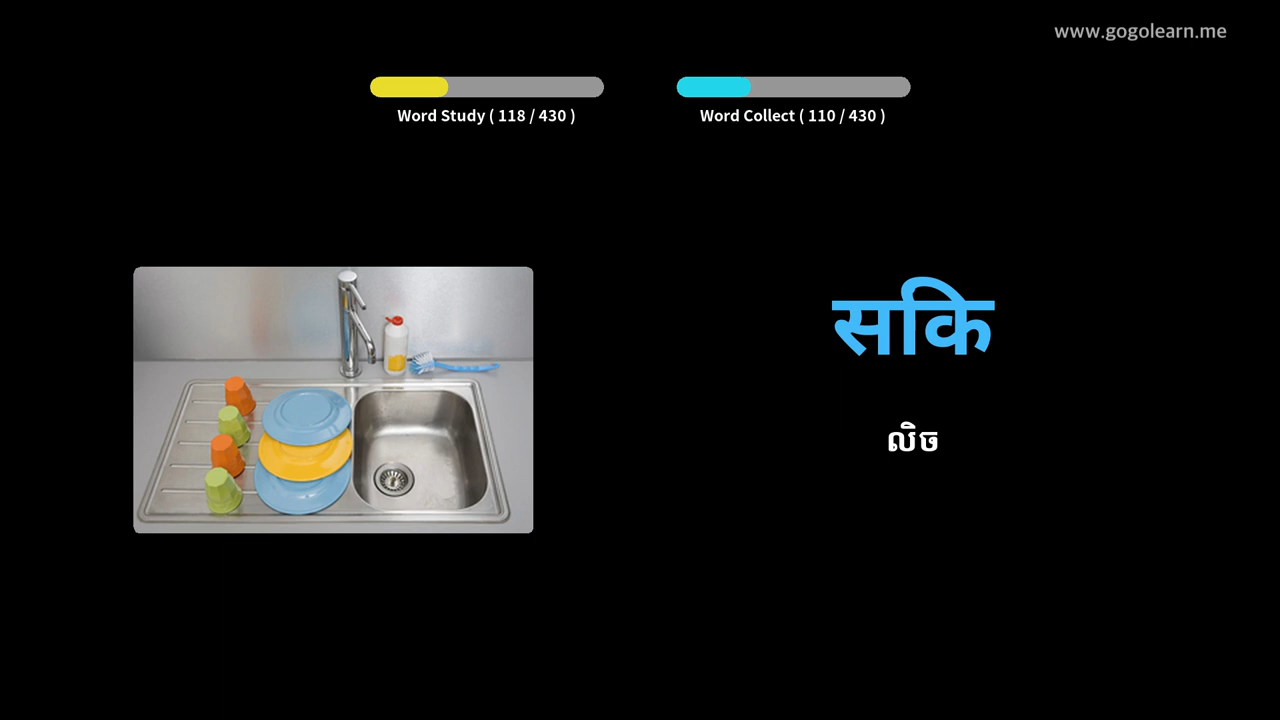 www.gogolearn.me
Word Study ( 118 / 430 )
Word Collect ( 110 / 430 )
सकि
លិច